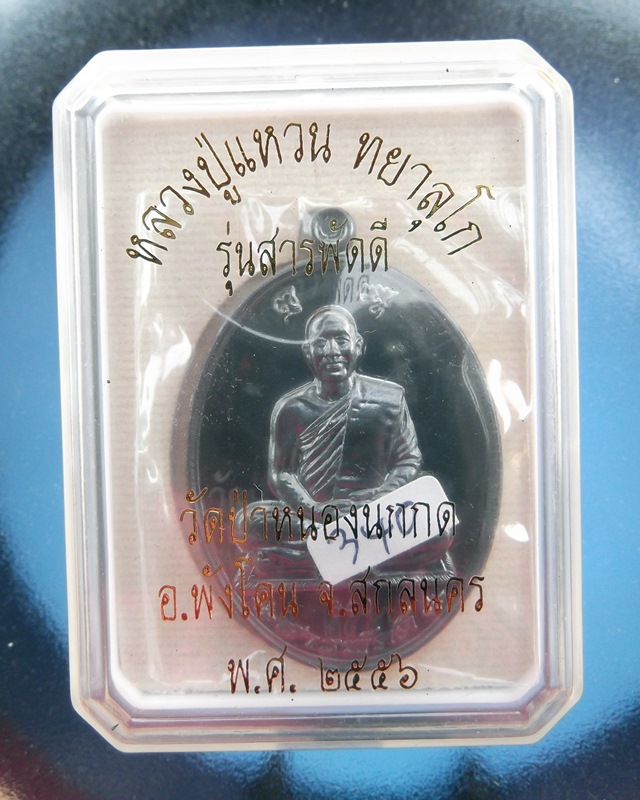 หลวงปู่แหวน ทยาลุโก
รุ่นสารพัดดี
วัดป่าหนองนกกด
อ.พังโคน จ.สกลนคร
พ.ศ. ๒๕๕๖